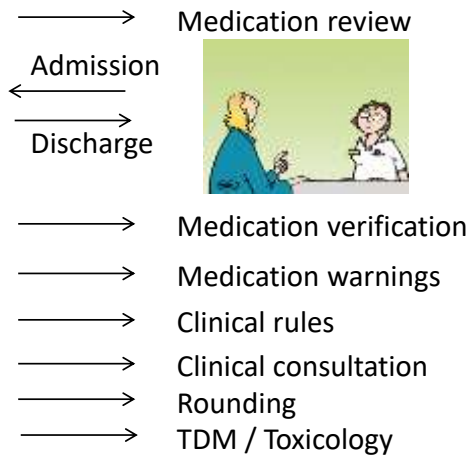 Medication review
Admission
Discharge
Medication verification
Medication warnings
Clinical rules
Clinical consultation
Rounding
TDM / Toxicology